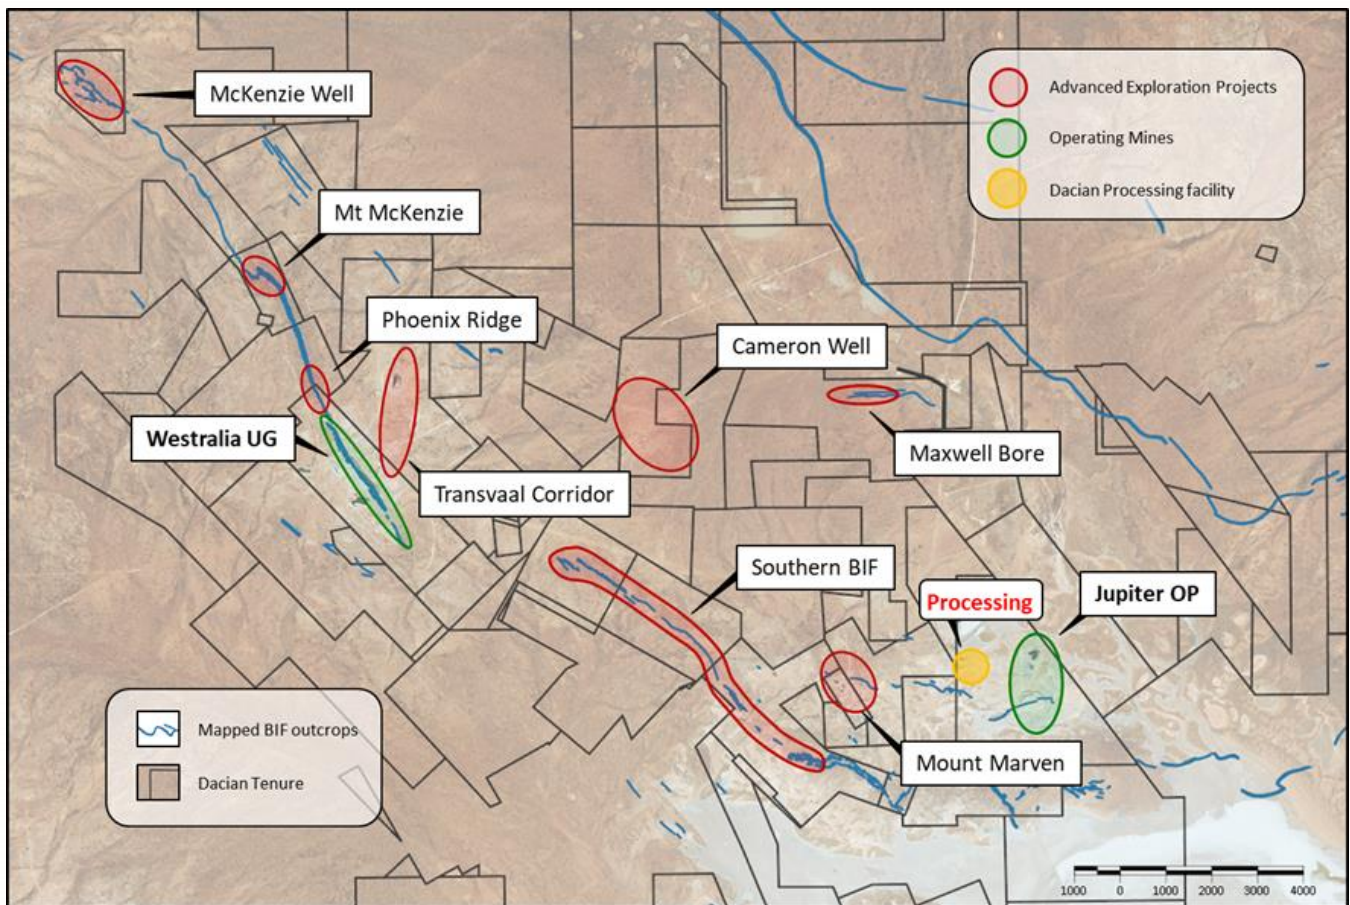 McKenzie Well
Advanced Exploration Projects
Operating Mines
Dacian Processing facility
Mt McKenzie
Phoenix Ridge
Cameron Well
Westralia UG
Maxwell Bore
Transvaal Corridor
Southern BIF
Processing
Jupiter OP
Mapped BIF outcrops
Dacian Tenure
Mount Marven
1000 0 1000 2000 3000 4000